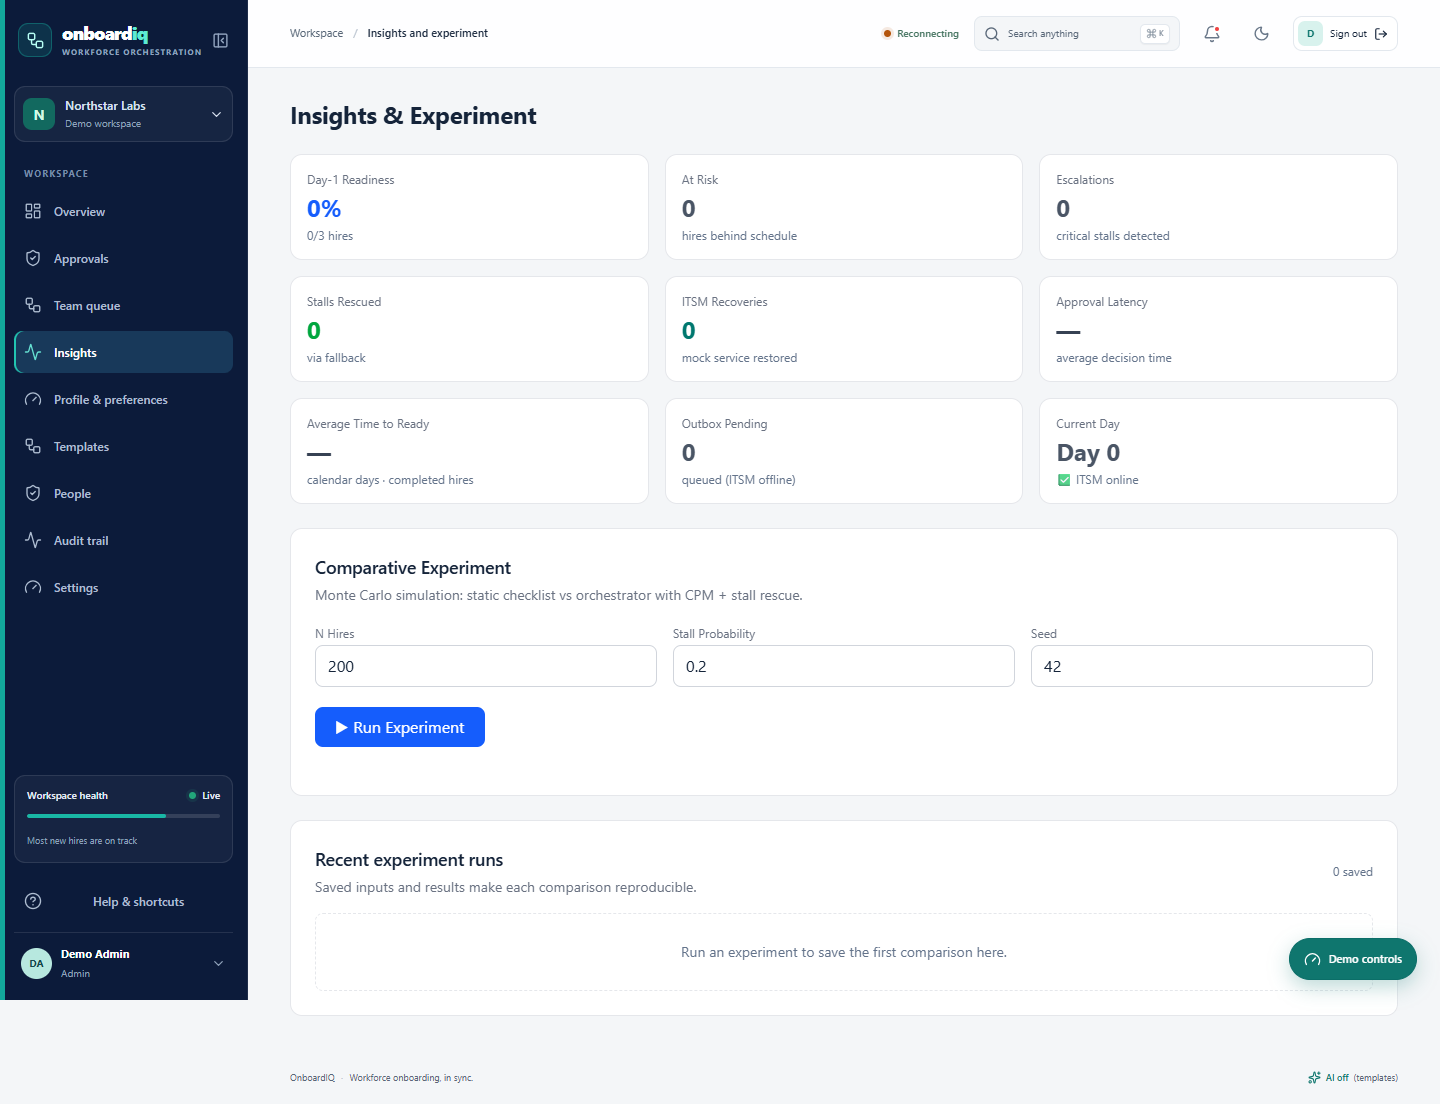 onboardiq
WORKFORCE ORCHESTRATION
N
Northstar Labs
Demo workspace
WORKSPACE
Overview
Approvals
Team queue
Insights
Profile & preferences
Templates
People
Audit trail
Settings
Workspace health
Live
Most new hires are on track
Help & shortcuts
DA
Demo Admin
Admin
Workspace / Insights and experiment
Reconnecting
Search anything
⌘ K
D
Sign out
Insights & Experiment
Day-1 Readiness
0%
0/3 hires
At Risk
0
hires behind schedule
Escalations
0
critical stalls detected
Stalls Rescued
0
via fallback
ITSM Recoveries
0
mock service restored
Approval Latency
—
average decision time
Average Time to Ready
—
calendar days · completed hires
Outbox Pending
0
queued (ITSM offline)
Current Day
Day 0
✅ ITSM online
Comparative Experiment
Monte Carlo simulation: static checklist vs orchestrator with CPM + stall rescue.
N Hires
200
Stall Probability
0.2
Seed
42
▶ Run Experiment
Recent experiment runs
Saved inputs and results make each comparison reproducible.
0 saved
Run an experiment to save the first comparison here.
Demo controls
OnboardIQ · Workforce onboarding, in sync.
AI off (templates)